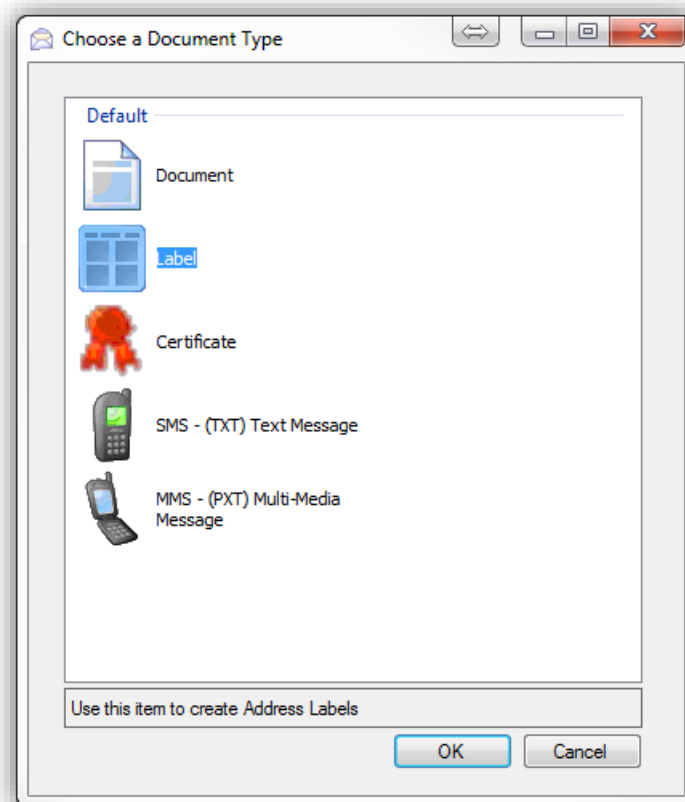 Choose a Document Type
Default
Document
Label
Certificate
SMS - (TXT) Text Message
MMS - (PXT) Multi-Media
Message
Use this item to create Address Labels
OK
Cancel